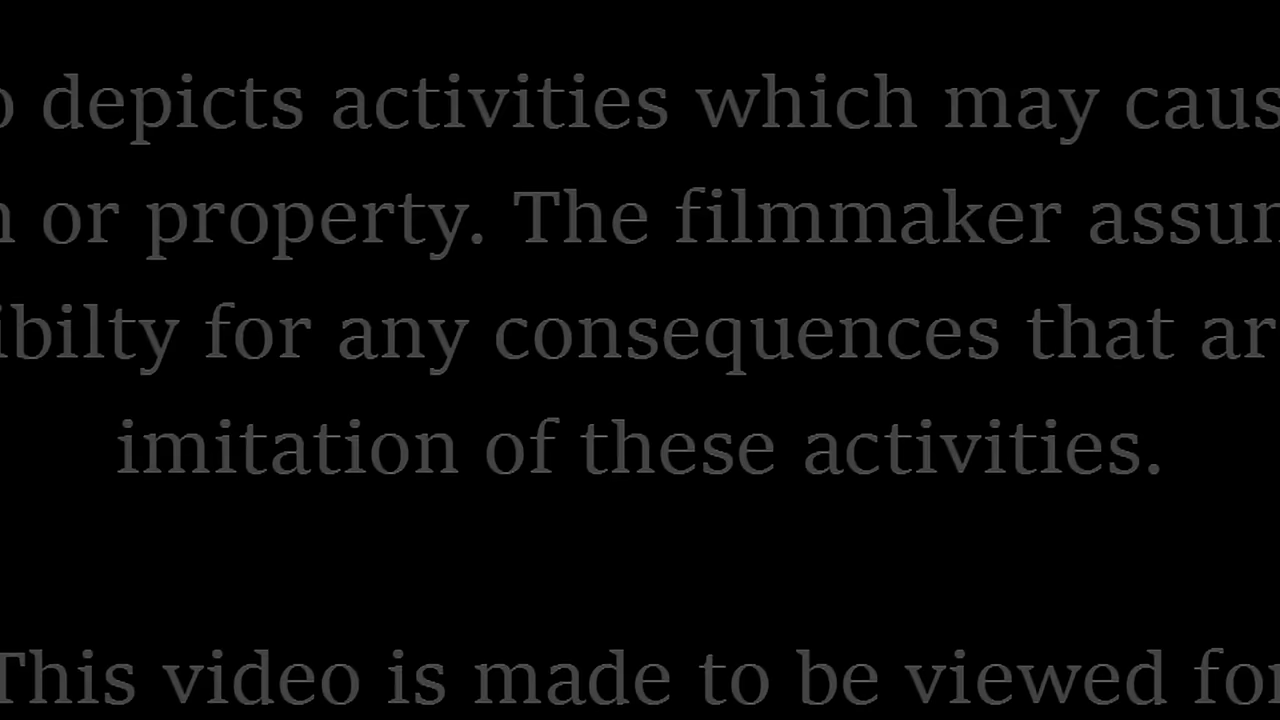 o depicts activities which may caus
n or property. The filmmaker assum
ibilty for any consequences that ar
imitation of these activities.
This video is made to be viewed for